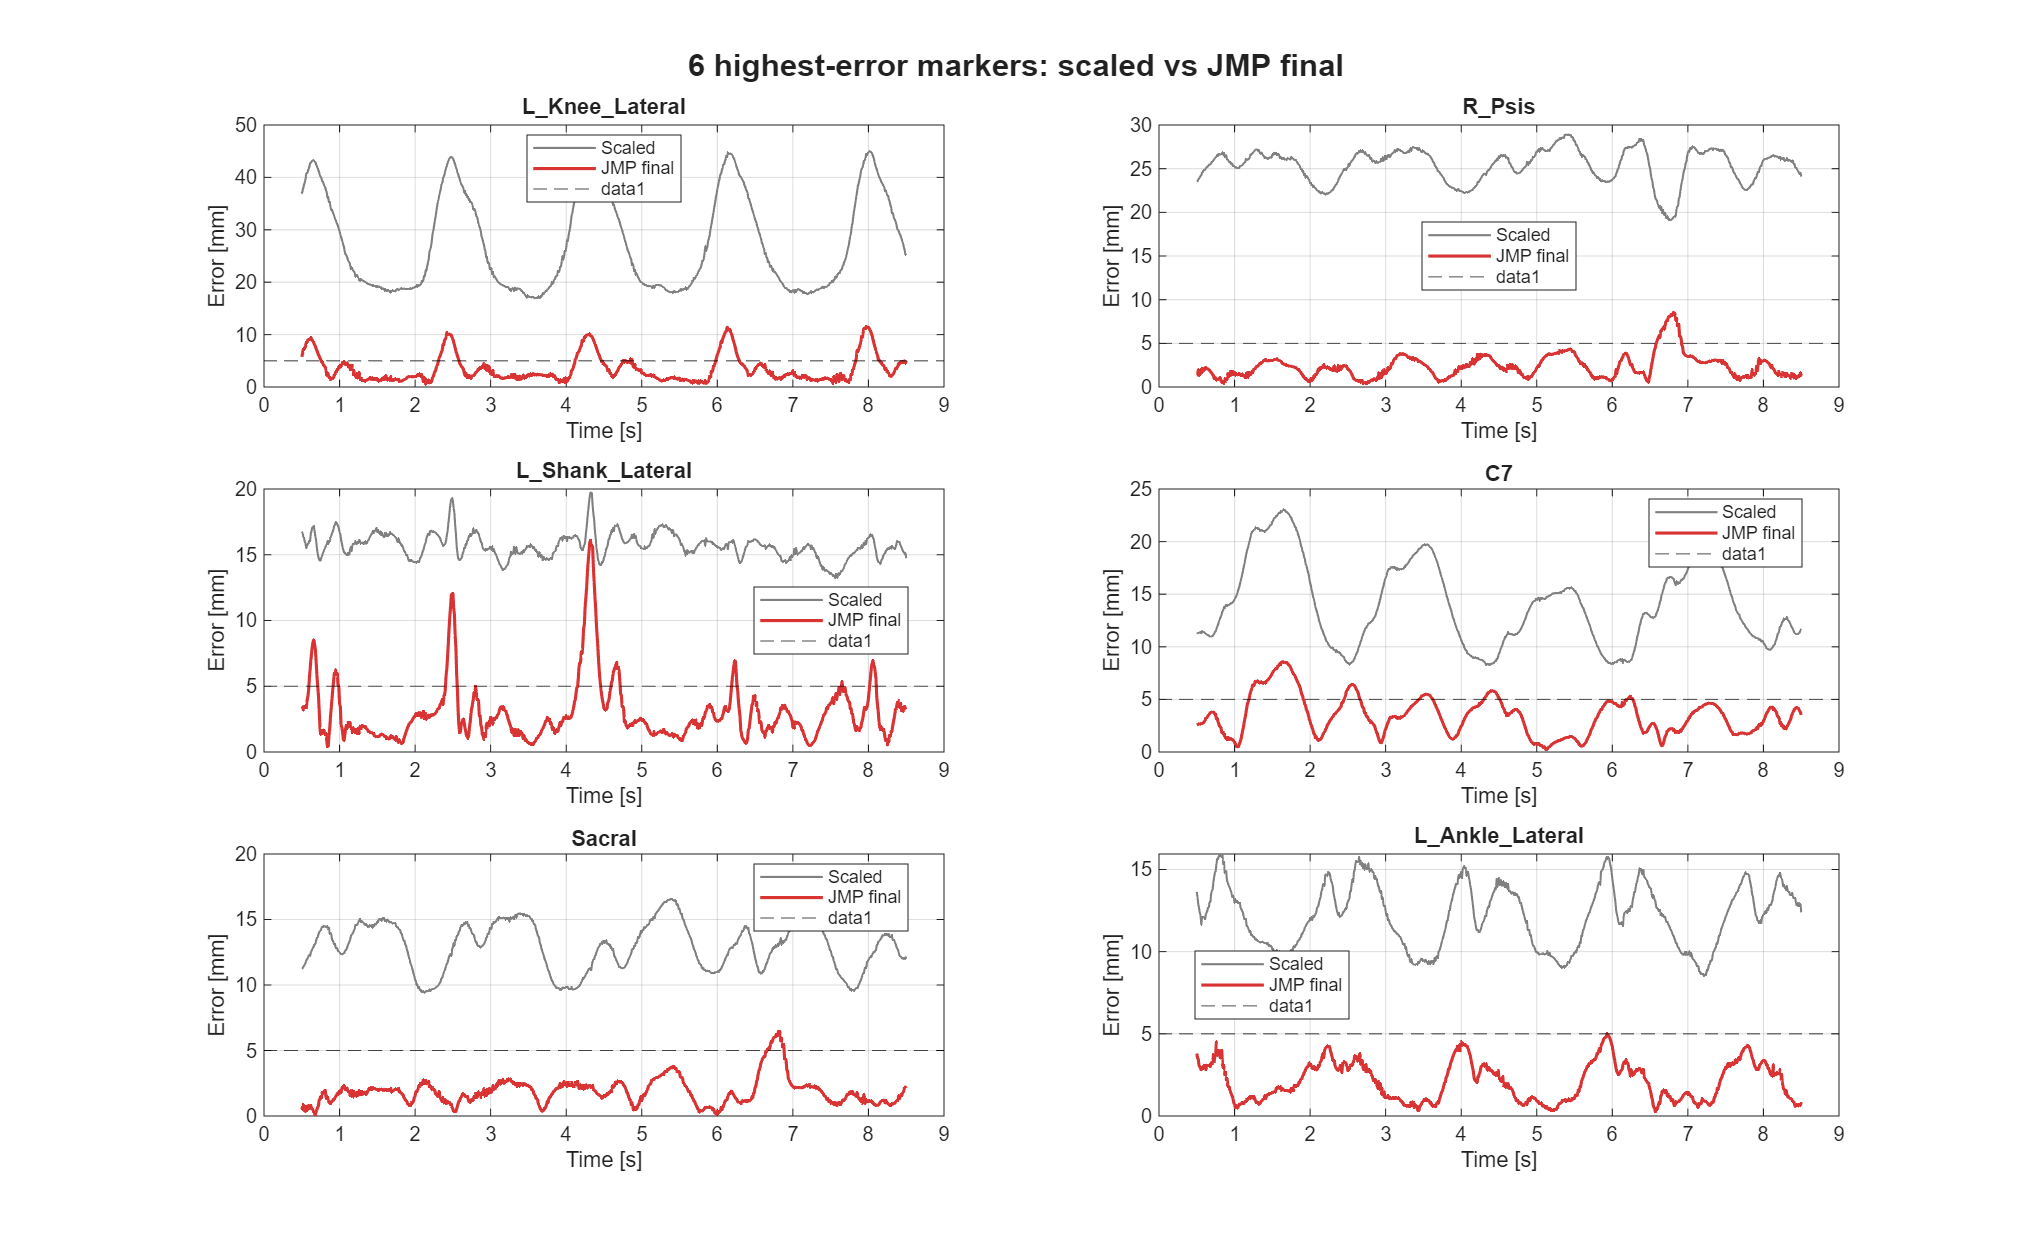 6 highest-error markers: scaled vs JMP final
L_Knee_Lateral
50
40
30
20
10
0
Error [mm]
Scaled
JMP final
data1
0 1 2 3 4 5 6 7 8 9
Time [s]
R_Psis
30
25
20
15
10
5
0
Error [mm]
Scaled
JMP final
data1
0 1 2 3 4 5 6 7 8 9
Time [s]
L_Shank_Lateral
20
15
10
5
0
Error [mm]
Scaled
JMP final
data1
0 1 2 3 4 5 6 7 8 9
Time [s]
C7
25
20
15
10
5
0
Error [mm]
Scaled
JMP final
data1
0 1 2 3 4 5 6 7 8 9
Time [s]
Sacral
20
15
10
5
0
Error [mm]
Scaled
JMP final
data1
0 1 2 3 4 5 6 7 8 9
Time [s]
L_Ankle_Lateral
15
10
5
0
Error [mm]
Scaled
JMP final
data1
0 1 2 3 4 5 6 7 8 9
Time [s]